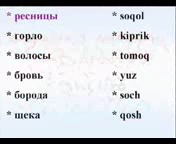 * ресницы * soqol
* горло * kiprik
* волосы * tomoq
* бровь * yuz
* борода * soch
* щека * qosh